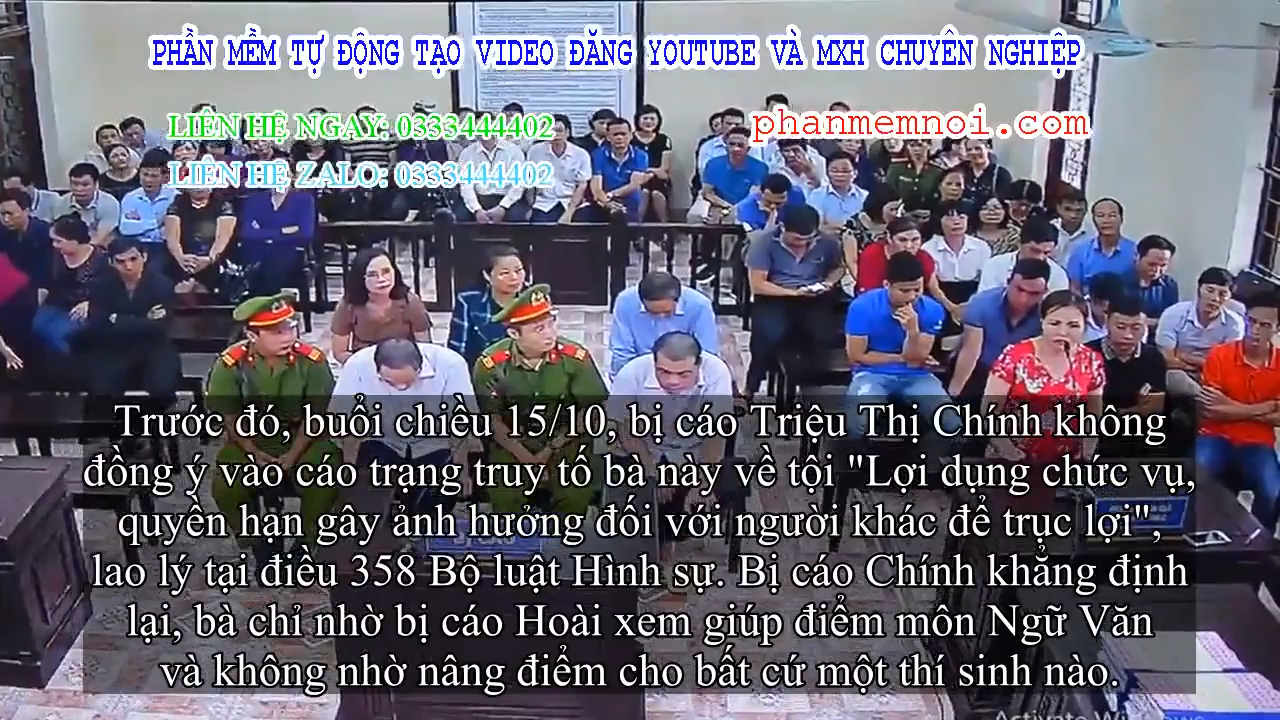 PHẦN MỀM TỰ ĐỘNG TẠO VIDEO ĐĂNG YOUTUBE VÀ MXH CHUYÊN NGHIỆP
LIÊN HỆ NGAY: 0333444402
phanmemnoi.com
LIÊN HỆ ZALO: 0333444402
Trước đó, buổi chiều 15/10, bị cáo Triệu Thị Chính không
đồng ý vào cáo trạng truy tố bà này về tội "Lợi dụng chức vụ,
quyền hạn gây ảnh hưởng đối với người khác để trục lợi",
lao lý tại điều 358 Bộ luật Hình sự. Bị cáo Chính khẳng định
lại, bà chỉ nhờ bị cáo Hoài xem giúp điểm môn Ngữ Văn
và không nhờ nâng điểm cho bất cứ một thí sinh nào.